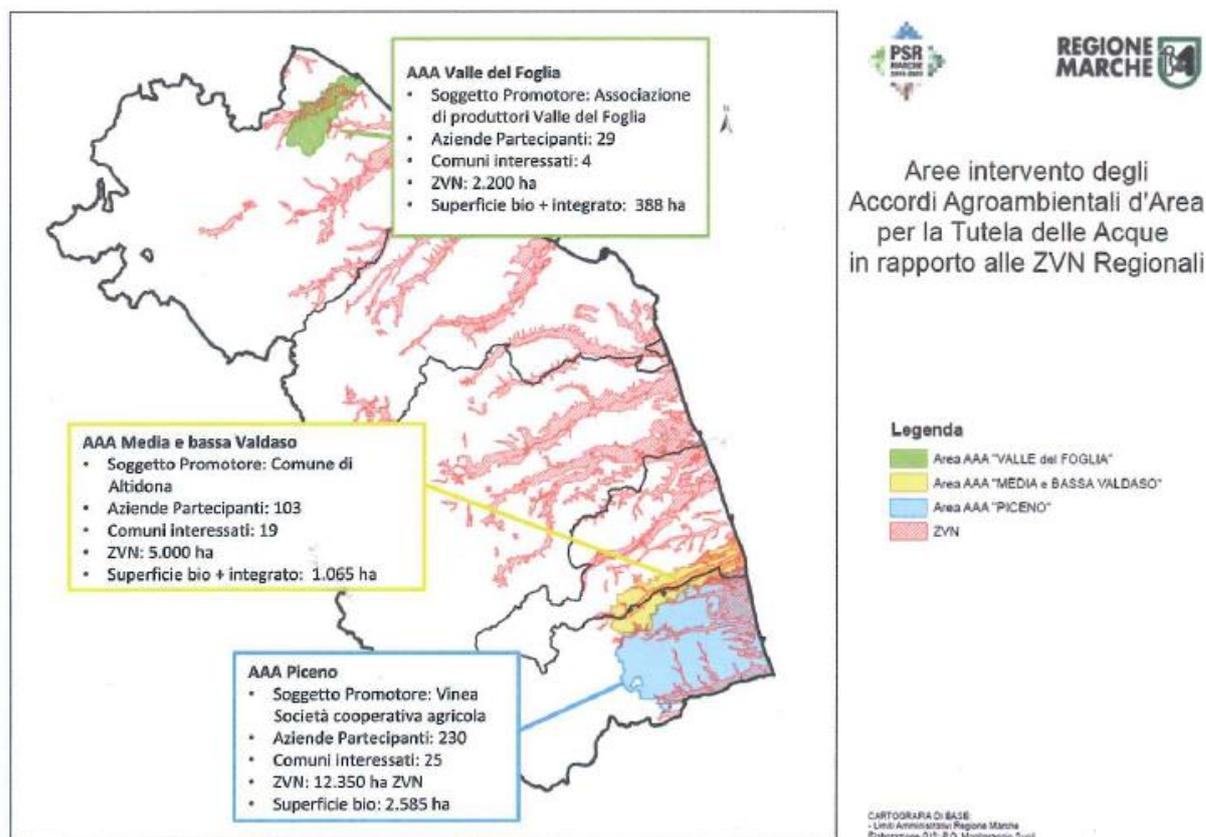 AAA Valle del Foglia
• Soggetto Promotore: Associazione
di produttori Valle del Foglia
• Aziende Partecipanti: 29
• Comuni interessati: 4
• ZVN: 2.200 ha
• Superficie bio + integrato: 388 ha
AAA Media e bassa Valdaso
• Soggetto Promotore: Comune di
Altidona
• Aziende Partecipanti: 103
• Comuni interessati: 19
• ZVN: 5.000 ha
• Superficie bio + integrato: 1.065 ha
AAA Piceno
• Soggetto Promotore: Vinea
Società cooperativa agricola
• Aziende Partecipanti: 230
• Comuni interessati: 25
• ZVN: 12.350 ha ZVN
• Superficie bio: 2.585 ha
PSR
MARCHE
REGIONE
MARCHE
Aree intervento degli
Accordi Agroambientali d'Area
per la Tutela delle Acque
in rapporto alle ZVN Regionali
Legenda
Area AAA "VALLE del FOGLIA"
Area AAA "MEDIA e BASSA VALDASO"
Area AAA "PICENO"
ZVN
CARTOGRAFIA DI BASE:
- Limiti Amministrativi Regione Marche